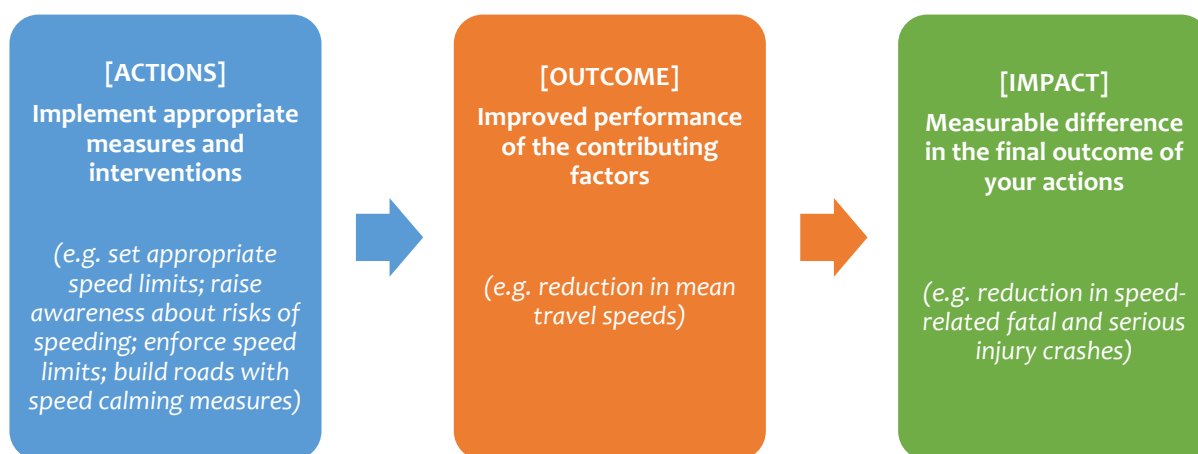 [ACTIONS]
Implement appropriate
measures and
interventions
(e.g. set appropriate
speed limits; raise
awareness about risks of
speeding; enforce speed
limits; build roads with
speed calming measures)
[OUTCOME]
Improved performance
of the contributing
factors
(e.g. reduction in mean
travel speeds)
[IMPACT]
Measurable difference
in the final outcome of
your actions
(e.g. reduction in speed-
related fatal and serious
injury crashes)